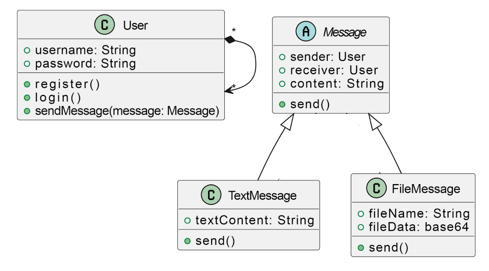 C User
username: String
password: String
register()
login()
sendMessage(message: Message)
*
*
A Message
sender: User
receiver: User
content: String
send()
C TextMessage
textContent: String
send()
C FileMessage
fileName: String
fileData: base64
send()